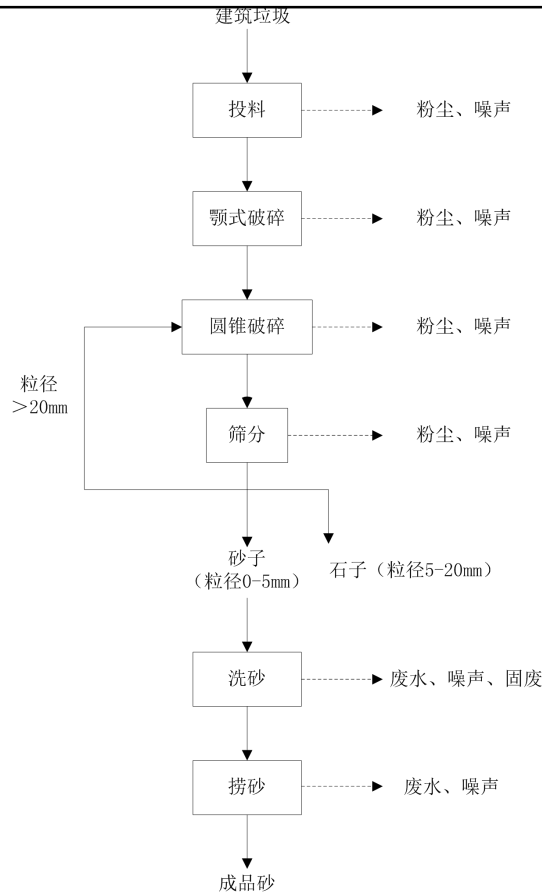 建筑垃圾
投料
粉尘、噪声
颚式破碎
粉尘、噪声
圆锥破碎
粉尘、噪声
粒径
＞20mm
筛分
粉尘、噪声
砂子
（粒径0-5mm）
石子（粒径5-20mm）
洗砂
废水、噪声、固废
捞砂
废水、噪声
成品砂